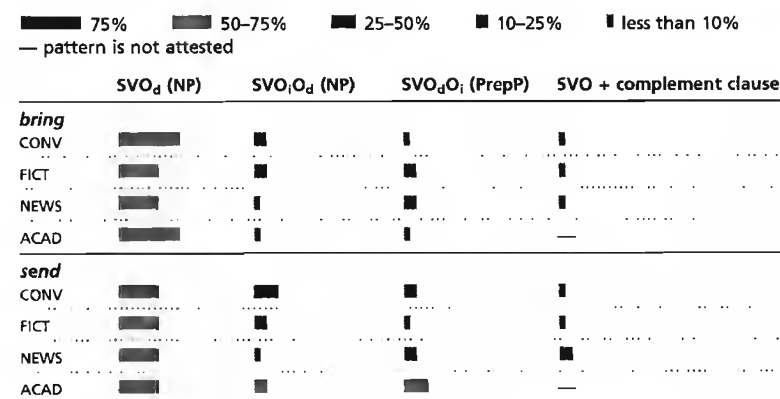 75% 50–75% 25–50% 10–25% less than 10%
— pattern is not attested
SVOd (NP) SVOiOd (NP) SVOdOi (PrepP) SVO + complement clause
bring
CONV
FICT
NEWS
ACAD —
send
CONV
FICT
NEWS
ACAD —